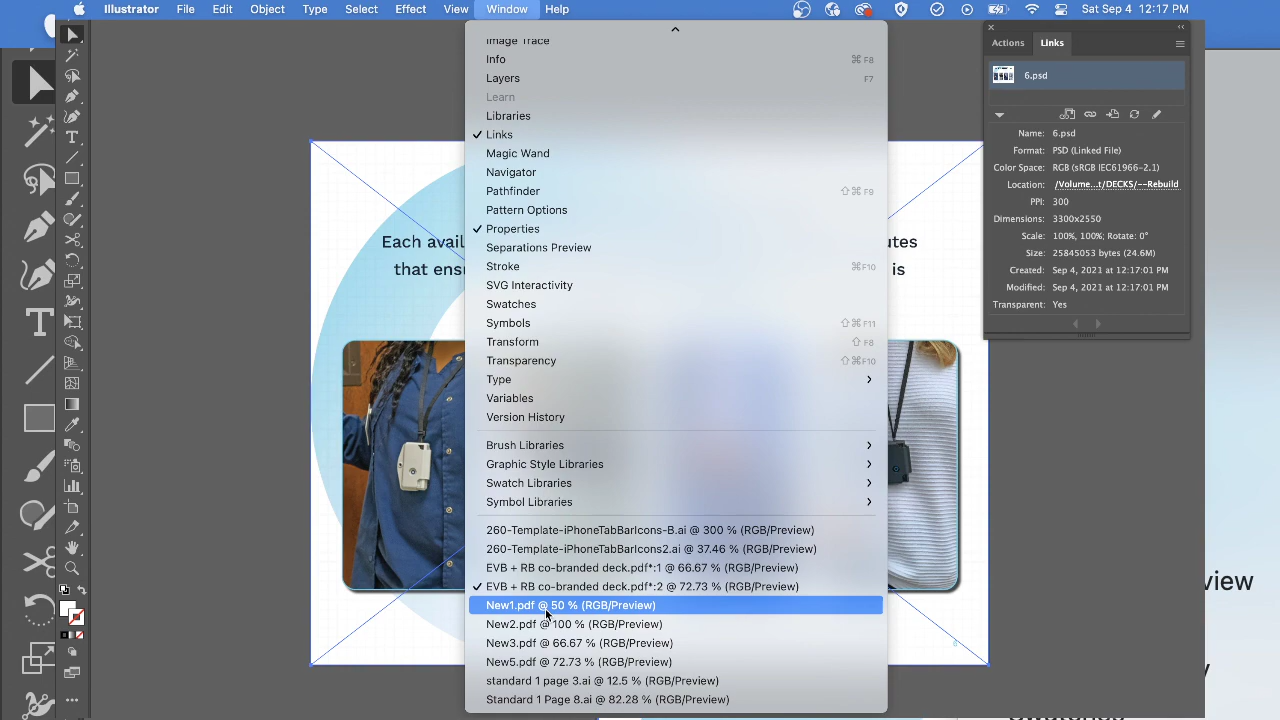 Illustrator File Edit Object Type Select Effect View Window Help
Sat Sep 4 12:17 PM
Image Trace
Info ⌘ F8
Layers F7
Learn
Libraries
Links
Magic Wand
Navigator
Pathfinder ⇧⌘ F9
Pattern Options
Properties
Separations Preview
Stroke ⌘F10
SVG Interactivity
Swatches
Symbols ⇧⌘F11
Transform ⇧ F8
Transparency ⇧⌘F10
Type
Variables
Version History
Brush Libraries
Graphic Style Libraries
Swatch Libraries
Symbol Libraries
260-Template-iPhoneTabbaricons-s.ai @ 300 % (RGB/Preview)
260-Template-iPhoneTabbaricons2.ai @ 37.46 % (RGB/Preview)
EVB + RB co-branded deck.pdf*:1 @ 66.67 % (RGB/Preview)
EVB + RB co-branded deck.pdf*:2 @ 72.73 % (RGB/Preview)
New1.pdf @ 50 % (RGB/Preview)
New2.pdf @ 100 % (RGB/Preview)
New3.pdf @ 66.67 % (RGB/Preview)
New8.pdf @ 72.73 % (RGB/Preview)
standard 1 page 3.ai @ 12.5 % (RGB/Preview)
Standard 1 Page 8.ai @ 82.28 % (RGB/Preview)
Each avail
utes
that ensu
is
Actions Links
6.psd
Name: 6.psd
Format: PSD (Linked File)
Color Space: RGB (sRGB IEC61966-2.1)
Location: /Volume...t/DECKS/--Rebuild
PPI: 300
Dimensions: 3300x2550
Scale: 100%, 100%; Rotate: 0°
Size: 25845053 bytes (24.6M)
Created: Sep 4, 2021 at 12:17:01 PM
Modified: Sep 4, 2021 at 12:17:01 PM
Transparent: Yes
6
view